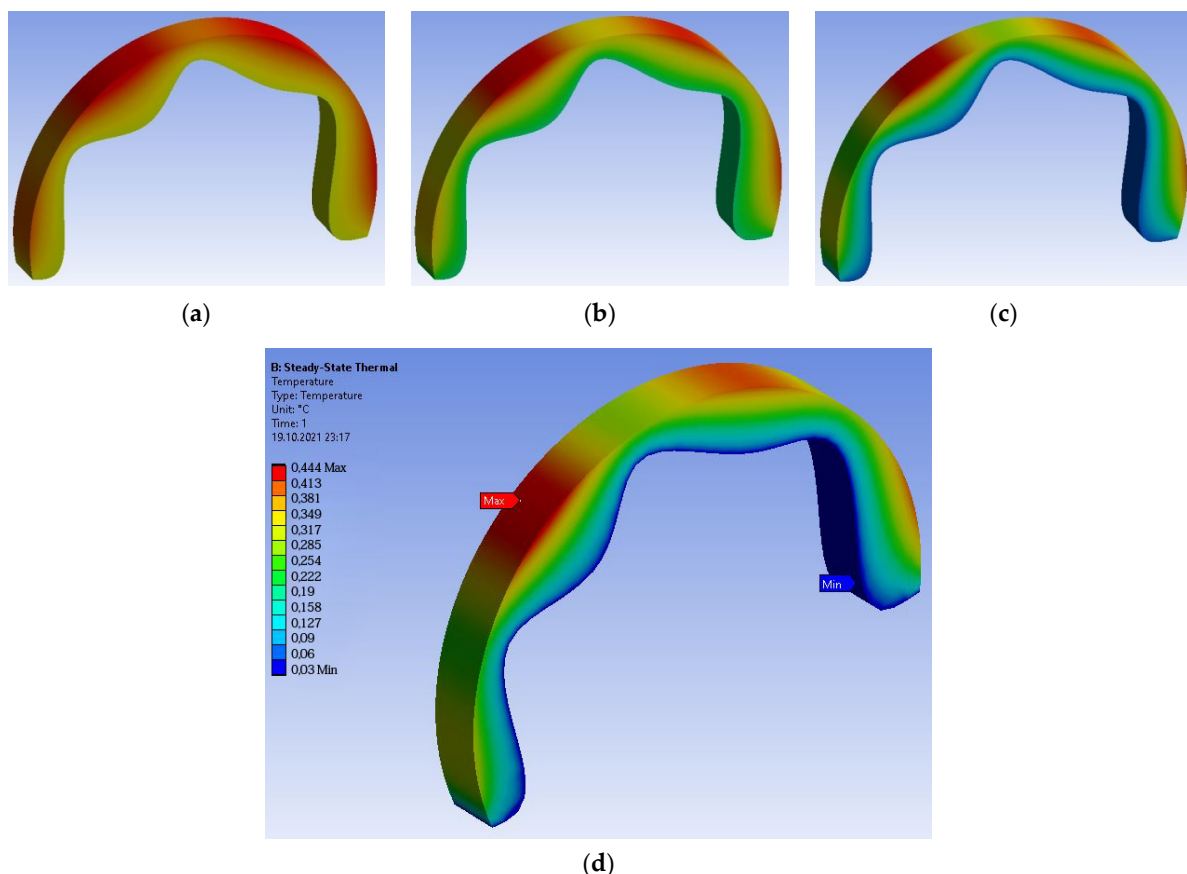 (a)
(b)
(c)
B: Steady-State Thermal
Temperature
Type: Temperature
Unit: °C
Time: 1
19.10.2021 23:17
0,444 Max
0,413
0,381
0,349
0,317
0,285
0,254
0,222
0,19
0,158
0,127
0,09
0,06
0,03 Min
Max
Min
(d)